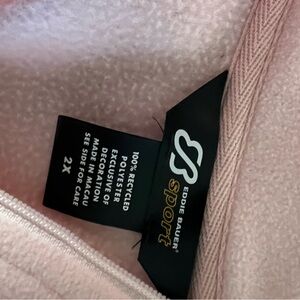 EDDIE BAUER®
Sport
100% RECYCLED
POLYESTER
EXCLUSIVE OF
DECORATION
MADE IN MACAU
SEE SIDE FOR CARE
2X